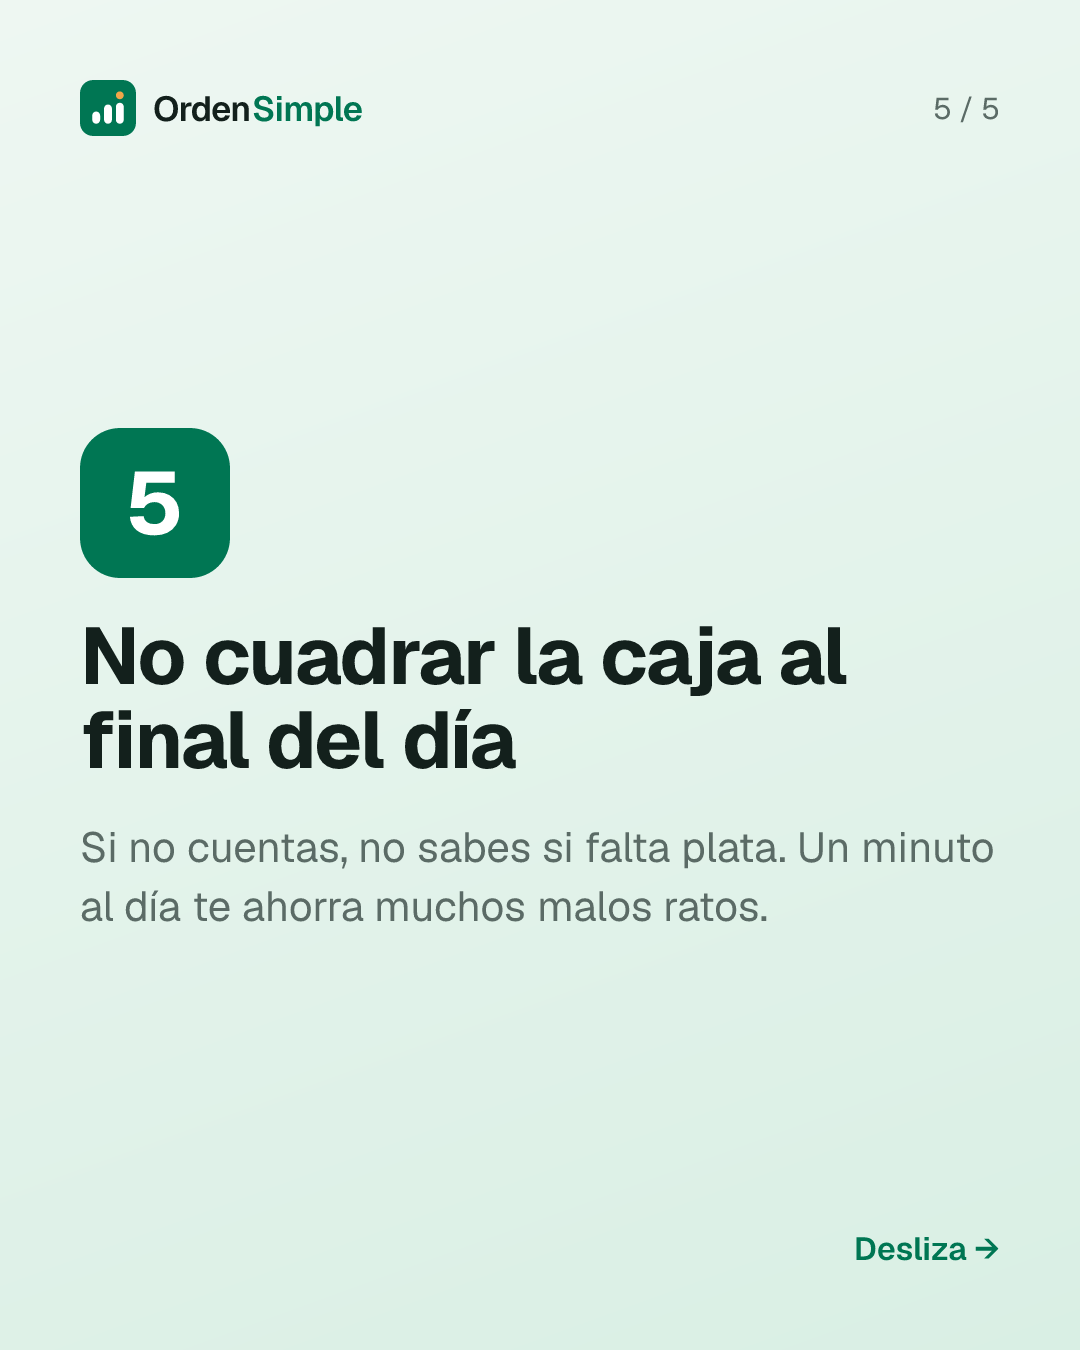 OrdenSimple
5 / 5
5
No cuadrar la caja al
final del día
Si no cuentas, no sabes si falta plata. Un minuto
al día te ahorra muchos malos ratos.
Desliza →